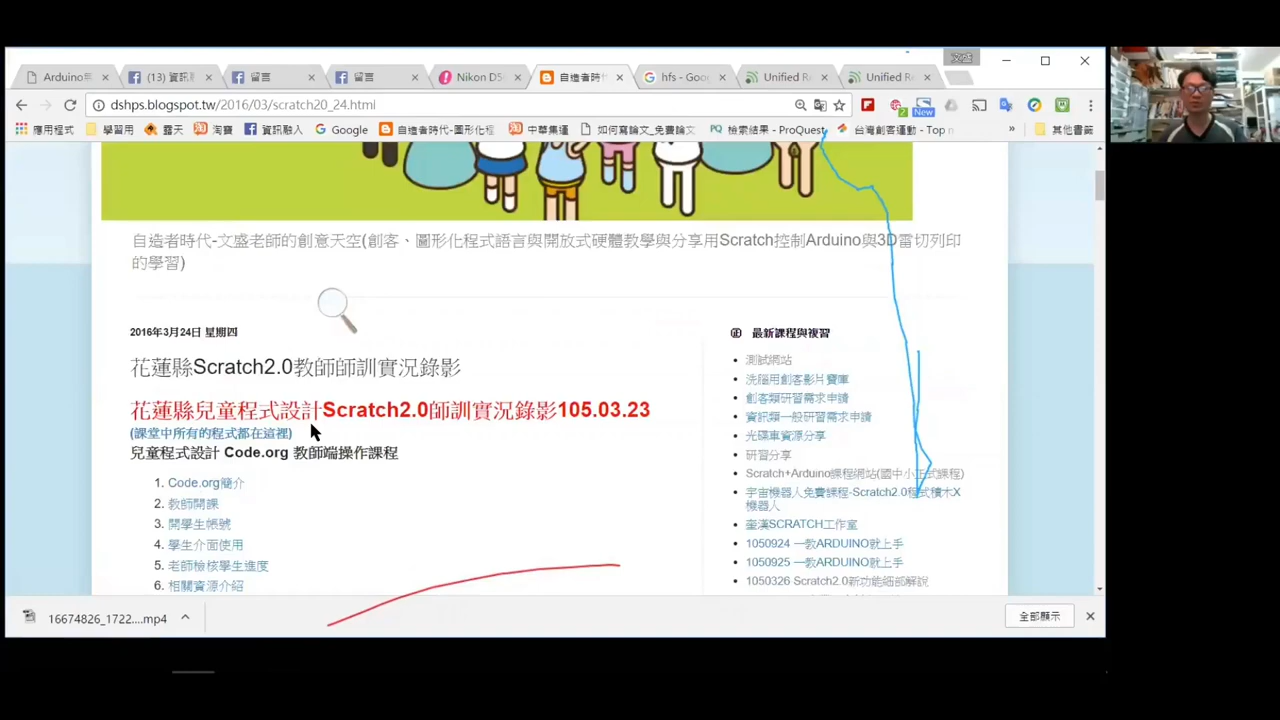 文盛
Arduino年
(13) 資訊
留言
留言
Nikon D5
自造者時代
hfs - Goo
Unified Re
Unified Re
dshps.blogspot.tw/2016/03/scratch20_24.html
應用程式
學習用
露天
淘寶
資訊融入
Google
自造者時代-圖形化
中華集運
如何寫論文_免費論文
檢索結果 - ProQuest
台灣創客運動 - Top n
»
其他書籤
New
2
自造者時代-文盛老師的創意天空(創客、圖形化程式語言與開放式硬體教學與分享用Scratch控制Arduino與3D雷切列印
的學習)
2016年3月24日 星期四
花蓮縣Scratch2.0教師師訓實況錄影
花蓮縣兒童程式設計Scratch2.0師訓實況錄影105.03.23
(課堂中所有的程式都在這裡)
兒童程式設計 Code.org 教師端操作課程
1. Code.org簡介
2. 教師開課
3. 開學生帳號
4. 學生介面使用
5. 老師檢核學生進度
6. 相關資源介紹
最新課程與複習
測試網站
洗腦用創客影片寶庫
創客類研習需求申請
資訊類一般研習需求申請
光碟車資源分享
研習分享
Scratch+Arduino課程網站(國中小正式課程)
宇宙機器人免費課程-Scratch2.0程式積木X
機器人
奎漢SCRATCH工作室
1050924 一教ARDUINO就上手
1050925 一教ARDUINO就上手
1050326 Scratch2.0新功能細部解說
16674826_1722....mp4
全部顯示